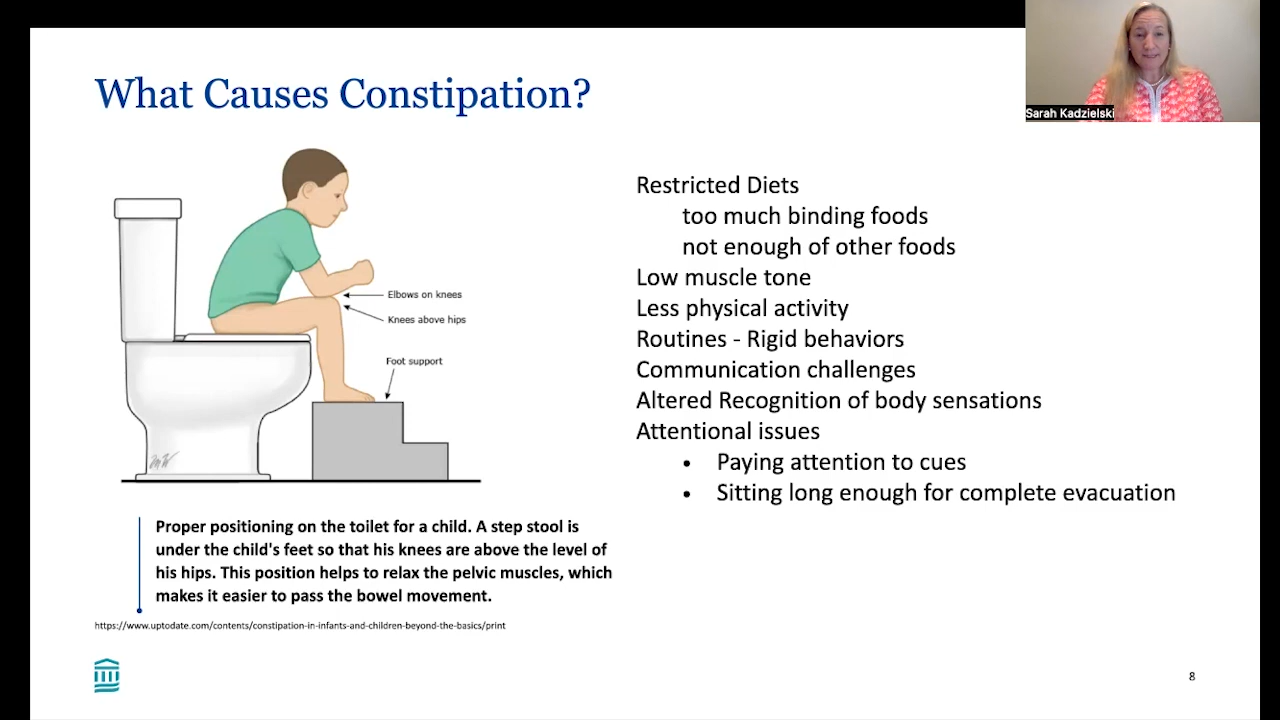 Sarah Kadzielski
What Causes Constipation?
Elbows on knees
Knees above hips
Foot support
Proper positioning on the toilet for a child. A step stool is
under the child's feet so that his knees are above the level of
his hips. This position helps to relax the pelvic muscles, which
makes it easier to pass the bowel movement.
https://www.uptodate.com/contents/constipation-in-infants-and-children-beyond-the-basics/print
Restricted Diets
too much binding foods
not enough of other foods
Low muscle tone
Less physical activity
Routines - Rigid behaviors
Communication challenges
Altered Recognition of body sensations
Attentional issues
• Paying attention to cues
• Sitting long enough for complete evacuation
8